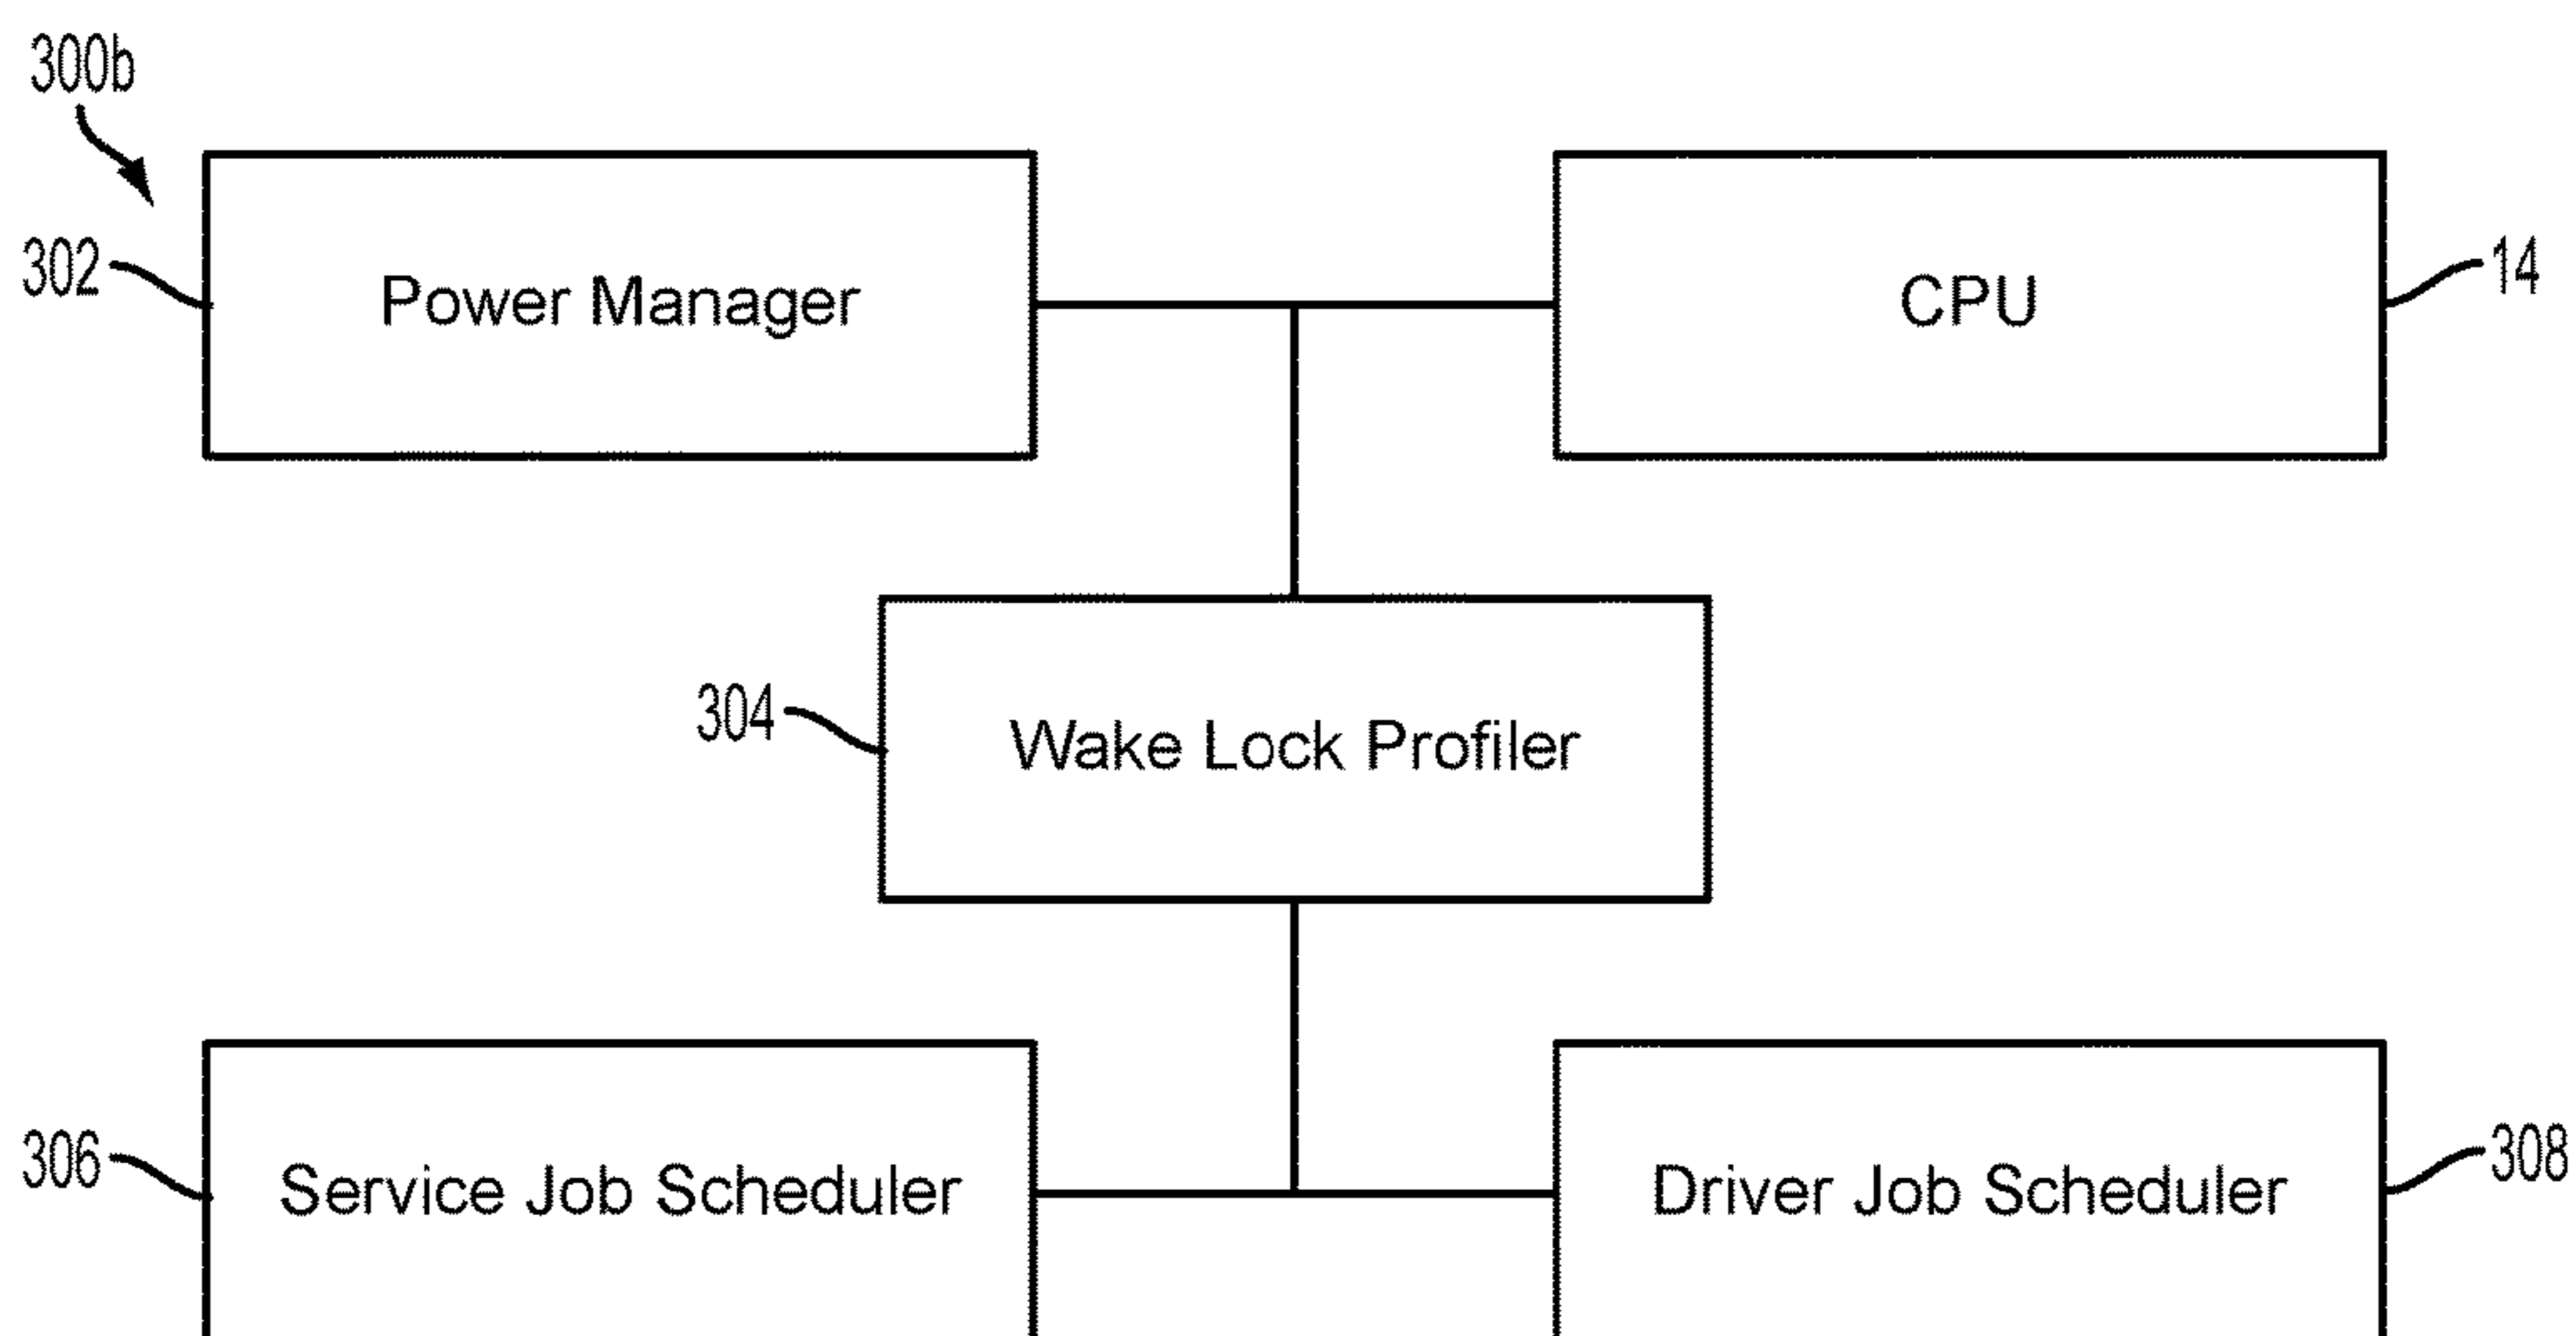 300b
302
Power Manager
CPU
14
304
Wake Lock Profiler
306
Service Job Scheduler
Driver Job Scheduler
308